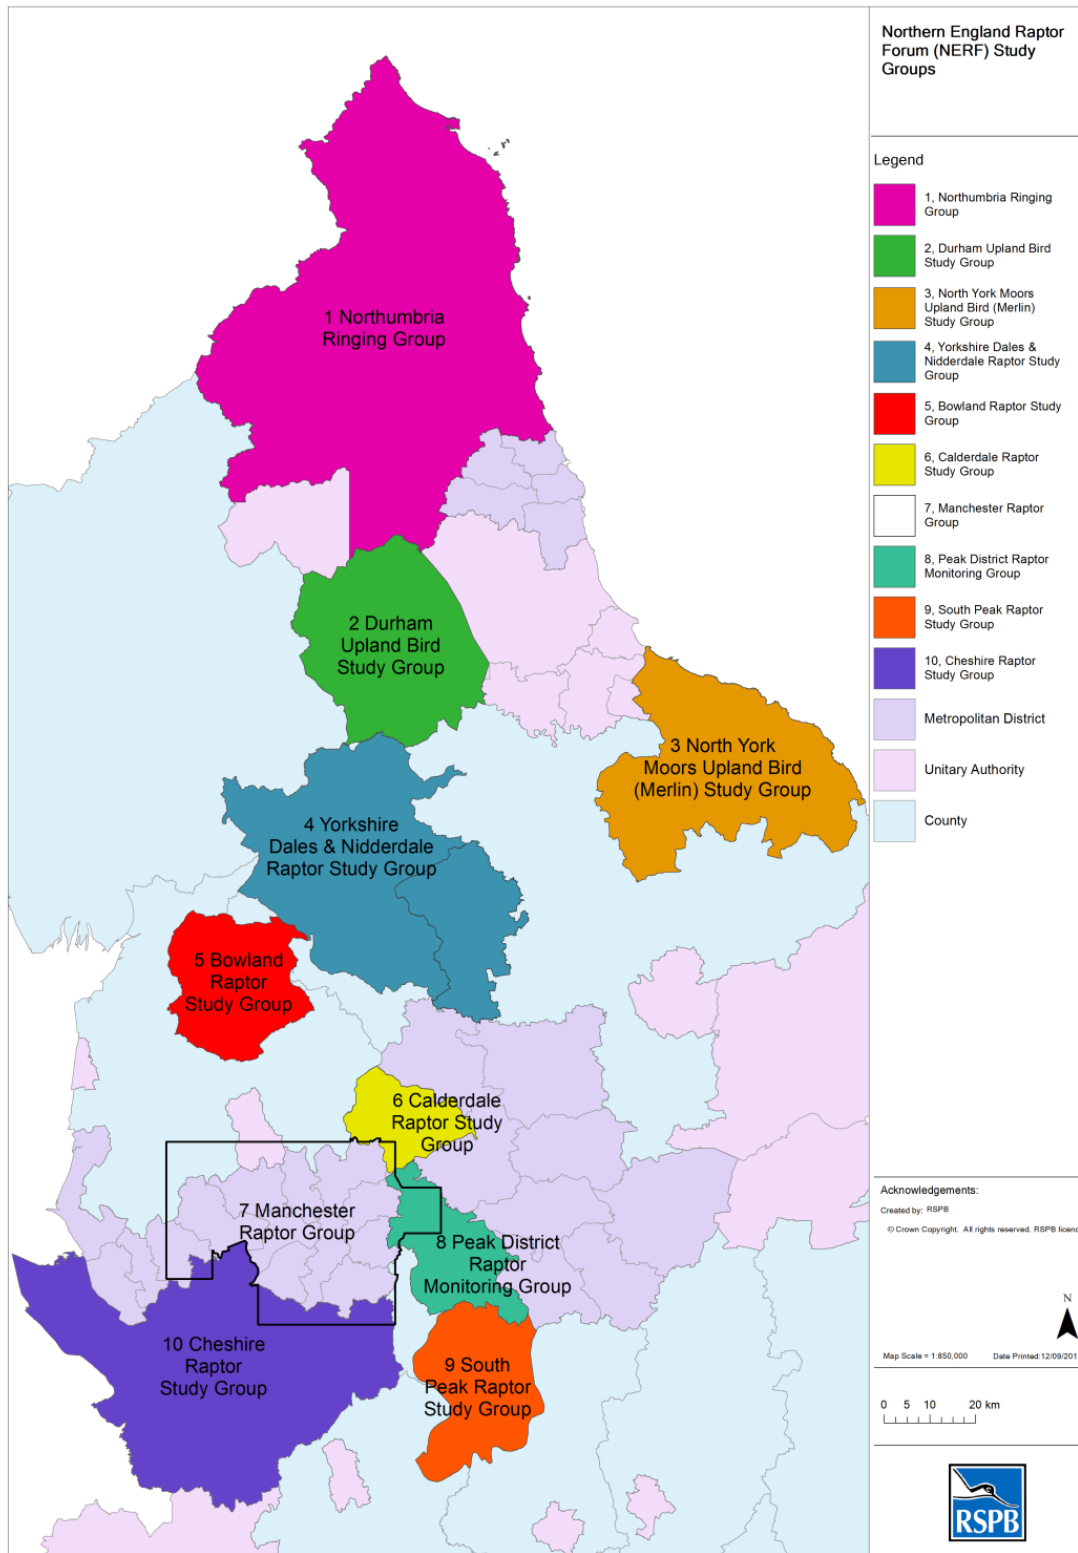 Northern England Raptor
Forum (NERF) Study
Groups
Legend
1, Northumbria Ringing
Group
2, Durham Upland Bird
Study Group
3, North York Moors
Upland Bird (Merlin)
Study Group
4, Yorkshire Dales &
Nidderdale Raptor Study
Group
5, Bowland Raptor Study
Group
6, Calderdale Raptor
Study Group
7, Manchester Raptor
Group
8, Peak District Raptor
Monitoring Group
9, South Peak Raptor
Study Group
10, Cheshire Raptor
Study Group
Metropolitan District
Unitary Authority
County
1 Northumbria
Ringing Group
2 Durham
Upland Bird
Study Group
3 North York
Moors Upland Bird
(Merlin) Study Group
4 Yorkshire
Dales & Nidderdale
Raptor Study Group
5 Bowland
Raptor
Study Group
6 Calderdale
Raptor Study
Group
7 Manchester
Raptor Group
8 Peak District
Raptor
Monitoring Group
9 South
Peak Raptor
Study Group
10 Cheshire
Raptor
Study Group
Acknowledgements:
Created by: RSPB
© Crown Copyright. All rights reserved. RSPB licenc
N
Map Scale = 1:850,000 Date Printed:12/09/201
0 5 10 20 km
RSPB